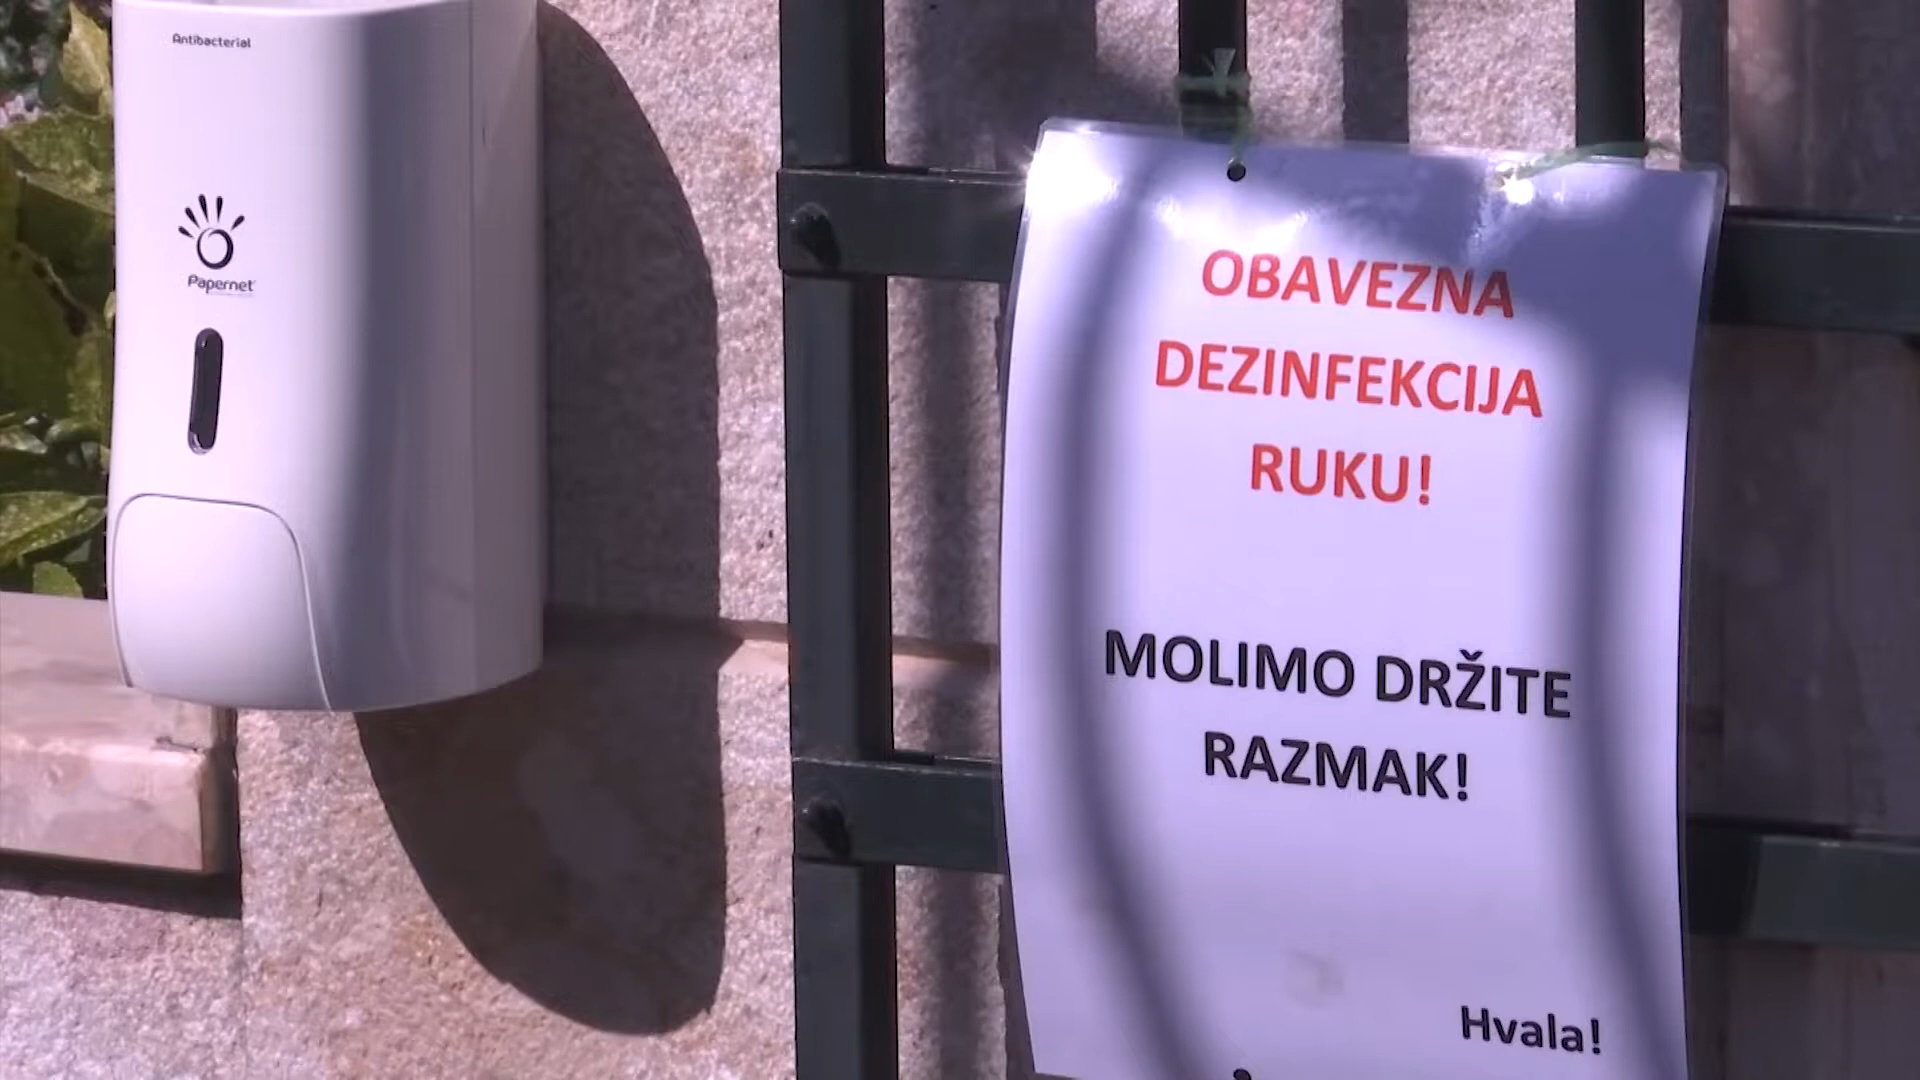 Antibacterial
Papernet
OBAVEZNA
DEZINFEKCIJA
RUKU!
MOLIMO DRŽITE
RAZMAK!
Hvala!